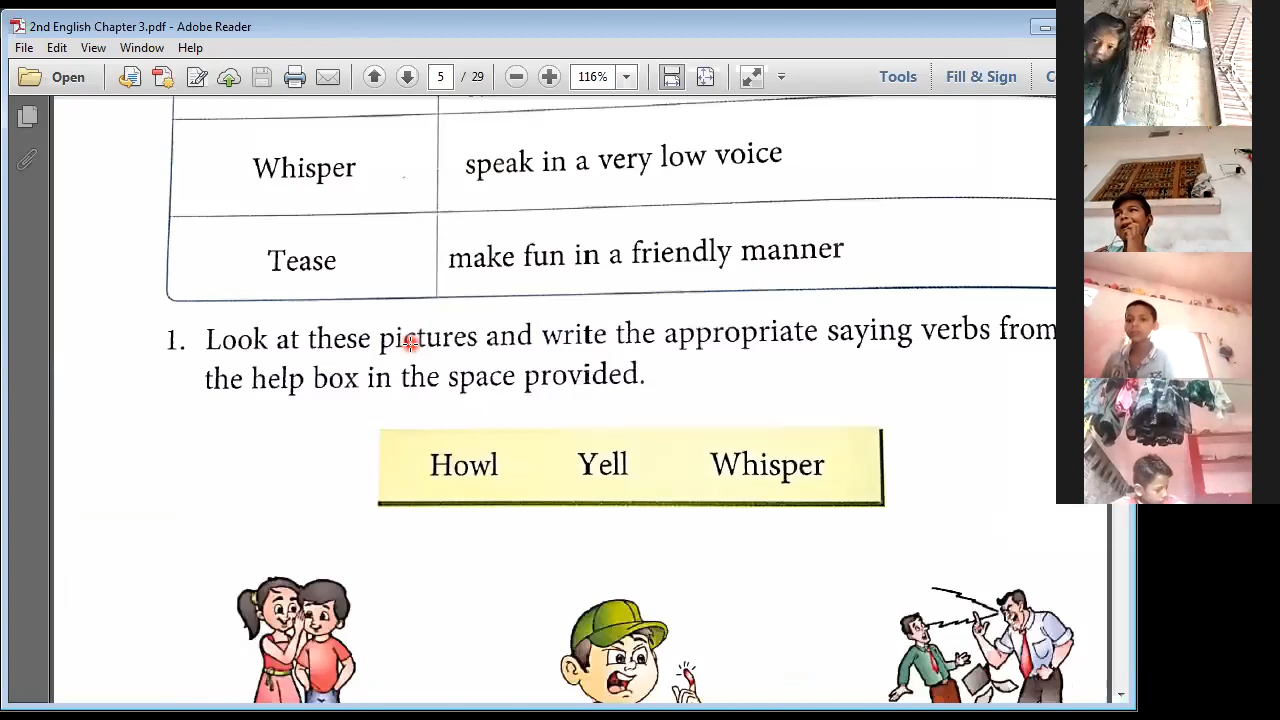 2nd English Chapter 3.pdf - Adobe Reader
File Edit View Window Help
Open 5 / 29 116% Tools Fill & Sign
Whisper speak in a very low voice
Tease make fun in a friendly manner
1. Look at these pictures and write the appropriate saying verbs from
the help box in the space provided.
Howl Yell Whisper